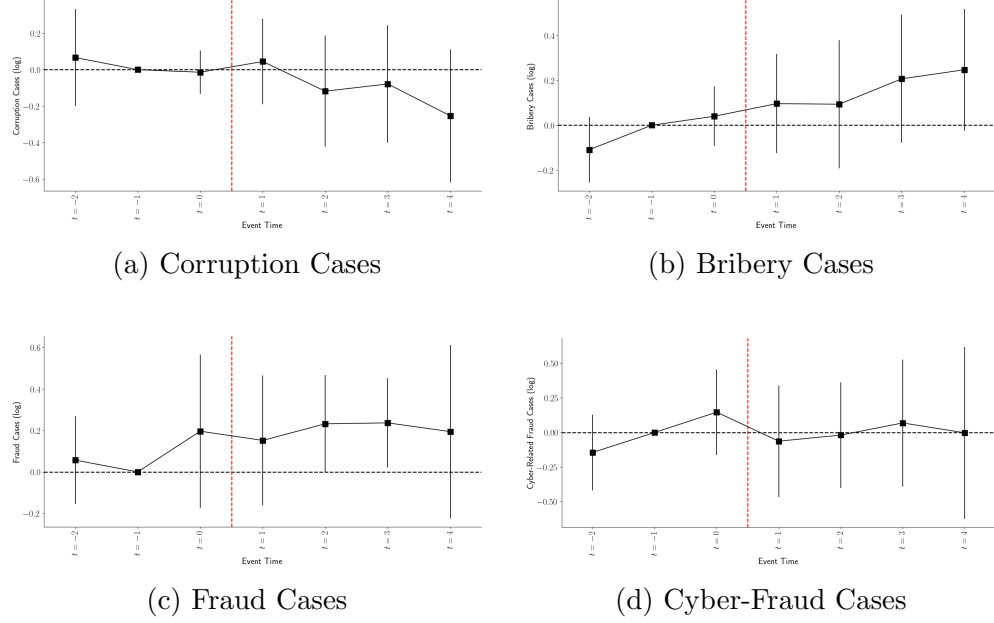 Corruption Cases (log)
0.2
0.0
−0.2
−0.4
−0.6
t = −2
t = −1
t = 0
t = 1
t = 2
t = 3
t = 4
Event Time
(a) Corruption Cases
Bribery Cases (log)
0.4
0.2
0.0
−0.2
t = −2
t = −1
t = 0
t = 1
t = 2
t = 3
t = 4
Event Time
(b) Bribery Cases
Fraud Cases (log)
0.6
0.4
0.2
0.0
−0.2
t = −2
t = −1
t = 0
t = 1
t = 2
t = 3
t = 4
Event Time
(c) Fraud Cases
Cyber-Related Fraud Cases (log)
0.50
0.25
0.00
−0.25
−0.50
t = −2
t = −1
t = 0
t = 1
t = 2
t = 3
t = 4
Event Time
(d) Cyber-Fraud Cases